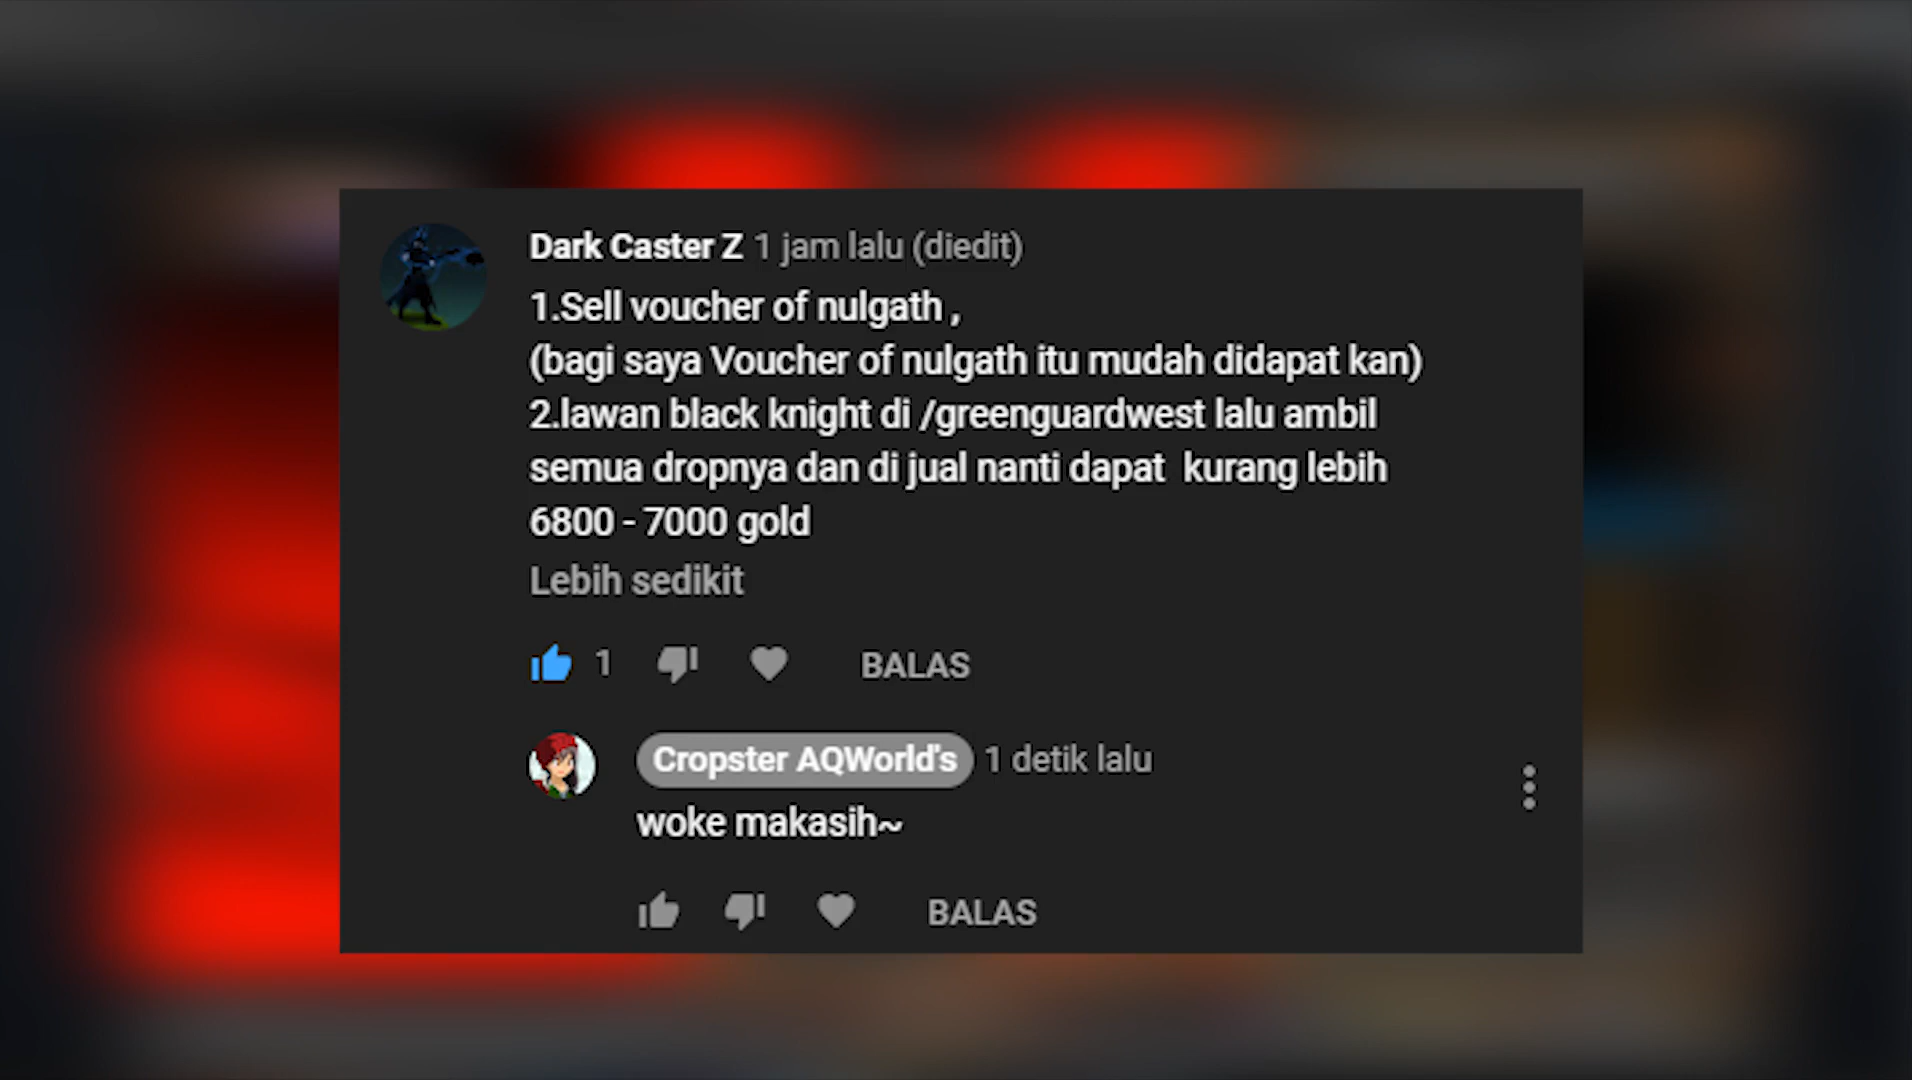 Dark Caster Z 1 jam lalu (diedit)
1.Sell voucher of nulgath ,
(bagi saya Voucher of nulgath itu mudah didapat kan)
2.lawan black knight di /greenguardwest lalu ambil
semua dropnya dan di jual nanti dapat  kurang lebih
6800 - 7000 gold
Lebih sedikit
1 BALAS
Cropster AQWorld's 1 detik lalu
woke makasih~
BALAS